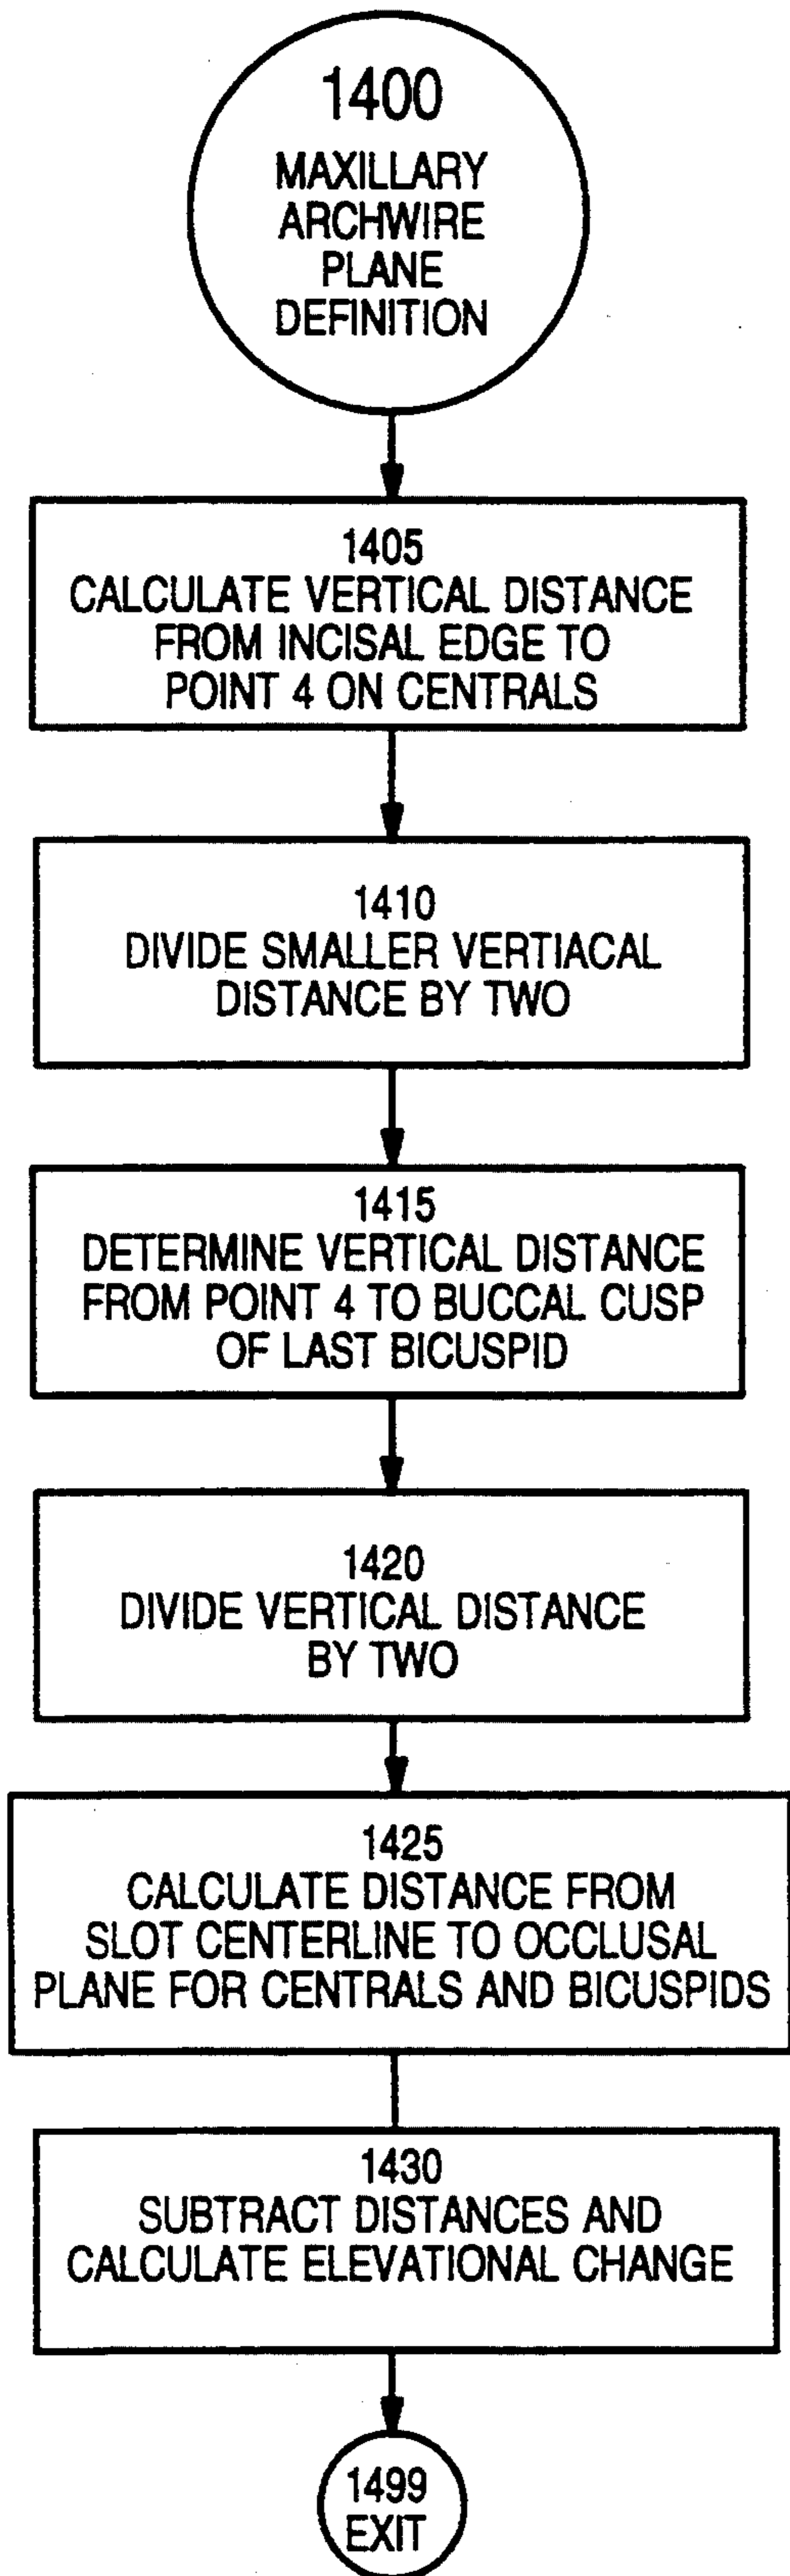 1400
MAXILLARY
ARCHWIRE
PLANE
DEFINITION
1405
CALCULATE VERTICAL DISTANCE
FROM INCISAL EDGE TO
POINT 4 ON CENTRALS
1410
DIVIDE SMALLER VERTIACAL
DISTANCE BY TWO
1415
DETERMINE VERTICAL DISTANCE
FROM POINT 4 TO BUCCAL CUSP
OF LAST BICUSPID
1420
DIVIDE VERTICAL DISTANCE
BY TWO
1425
CALCULATE DISTANCE FROM
SLOT CENTERLINE TO OCCLUSAL
PLANE FOR CENTRALS AND BICUSPIDS
1430
SUBTRACT DISTANCES AND
CALCULATE ELEVATIONAL CHANGE
1499
EXIT